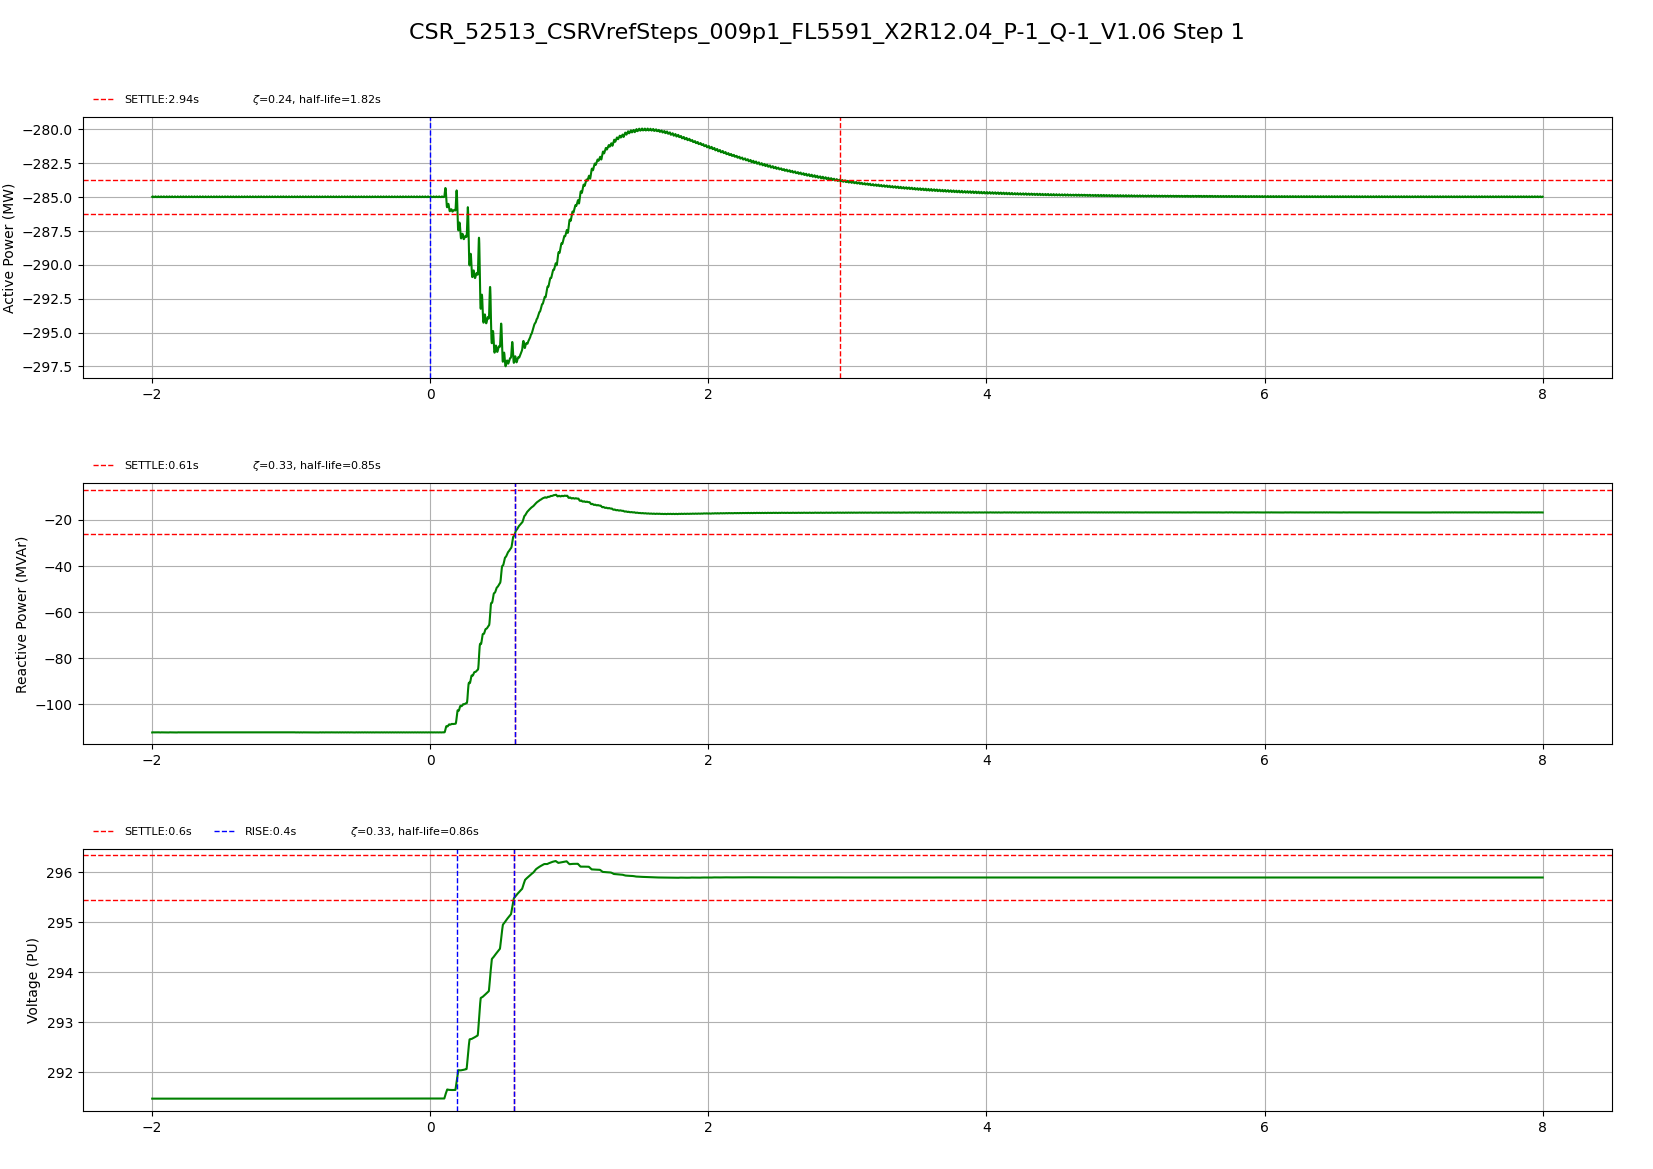 CSR_52513_CSRVrefSteps_009p1_FL5591_X2R12.04_P-1_Q-1_V1.06 Step 1
SETTLE:2.94s ζ=0.24, half-life=1.82s
Active Power (MW)
−280.0
−282.5
−285.0
−287.5
−290.0
−292.5
−295.0
−297.5
−2 0 2 4 6 8
SETTLE:0.61s ζ=0.33, half-life=0.85s
Reactive Power (MVAr)
−20
−40
−60
−80
−100
−2 0 2 4 6 8
SETTLE:0.6s RISE:0.4s ζ=0.33, half-life=0.86s
Voltage (PU)
296
295
294
293
292
−2 0 2 4 6 8